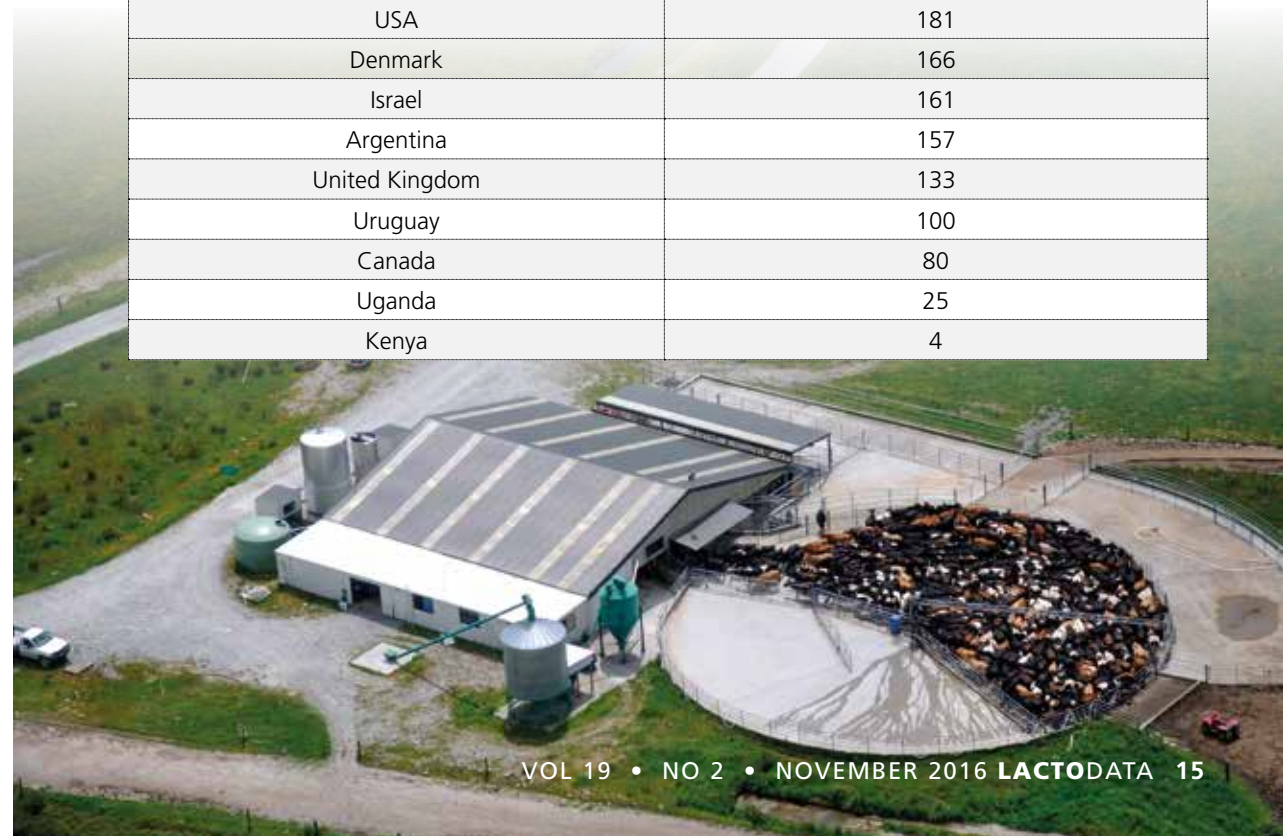 USA 181
Denmark 166
Israel 161
Argentina 157
United Kingdom 133
Uruguay 100
Canada 80
Uganda 25
Kenya 4
VOL 19 • NO 2 • NOVEMBER 2016 LACTODATA 15